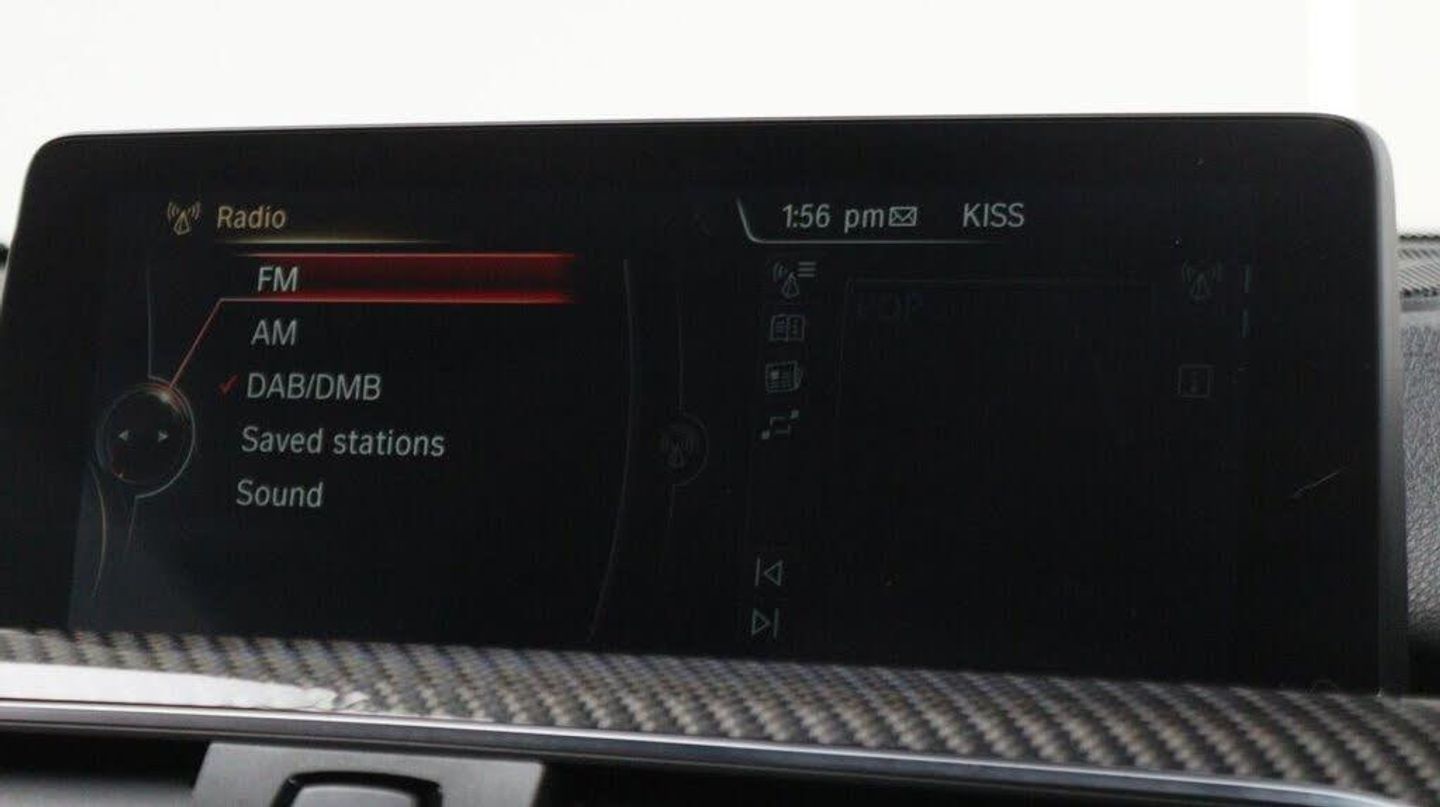 Radio
1:56 pm KISS
FM
AM
DAB/DMB
Saved stations
Sound